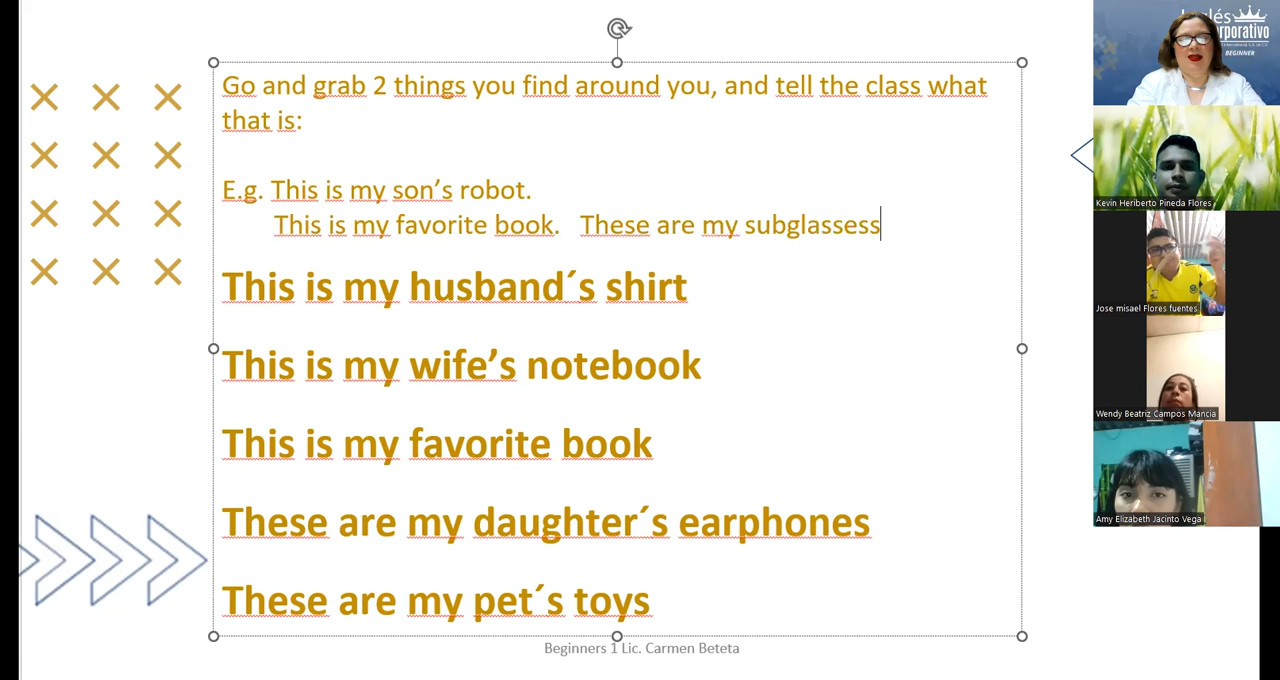 Go and grab 2 things you find around you, and tell the class what
that is:
E.g. This is my son’s robot.
This is my favorite book. These are my subglassess
This is my husband´s shirt
This is my wife’s notebook
This is my favorite book
These are my daughter´s earphones
These are my pet´s toys
Beginners 1 Lic. Carmen Beteta
BEGINNER
Kevin Heriberto Pineda Flores
Jose misael Flores fuentes
Wendy Beatriz Campos Mancia
Amy Elizabeth Jacinto Vega